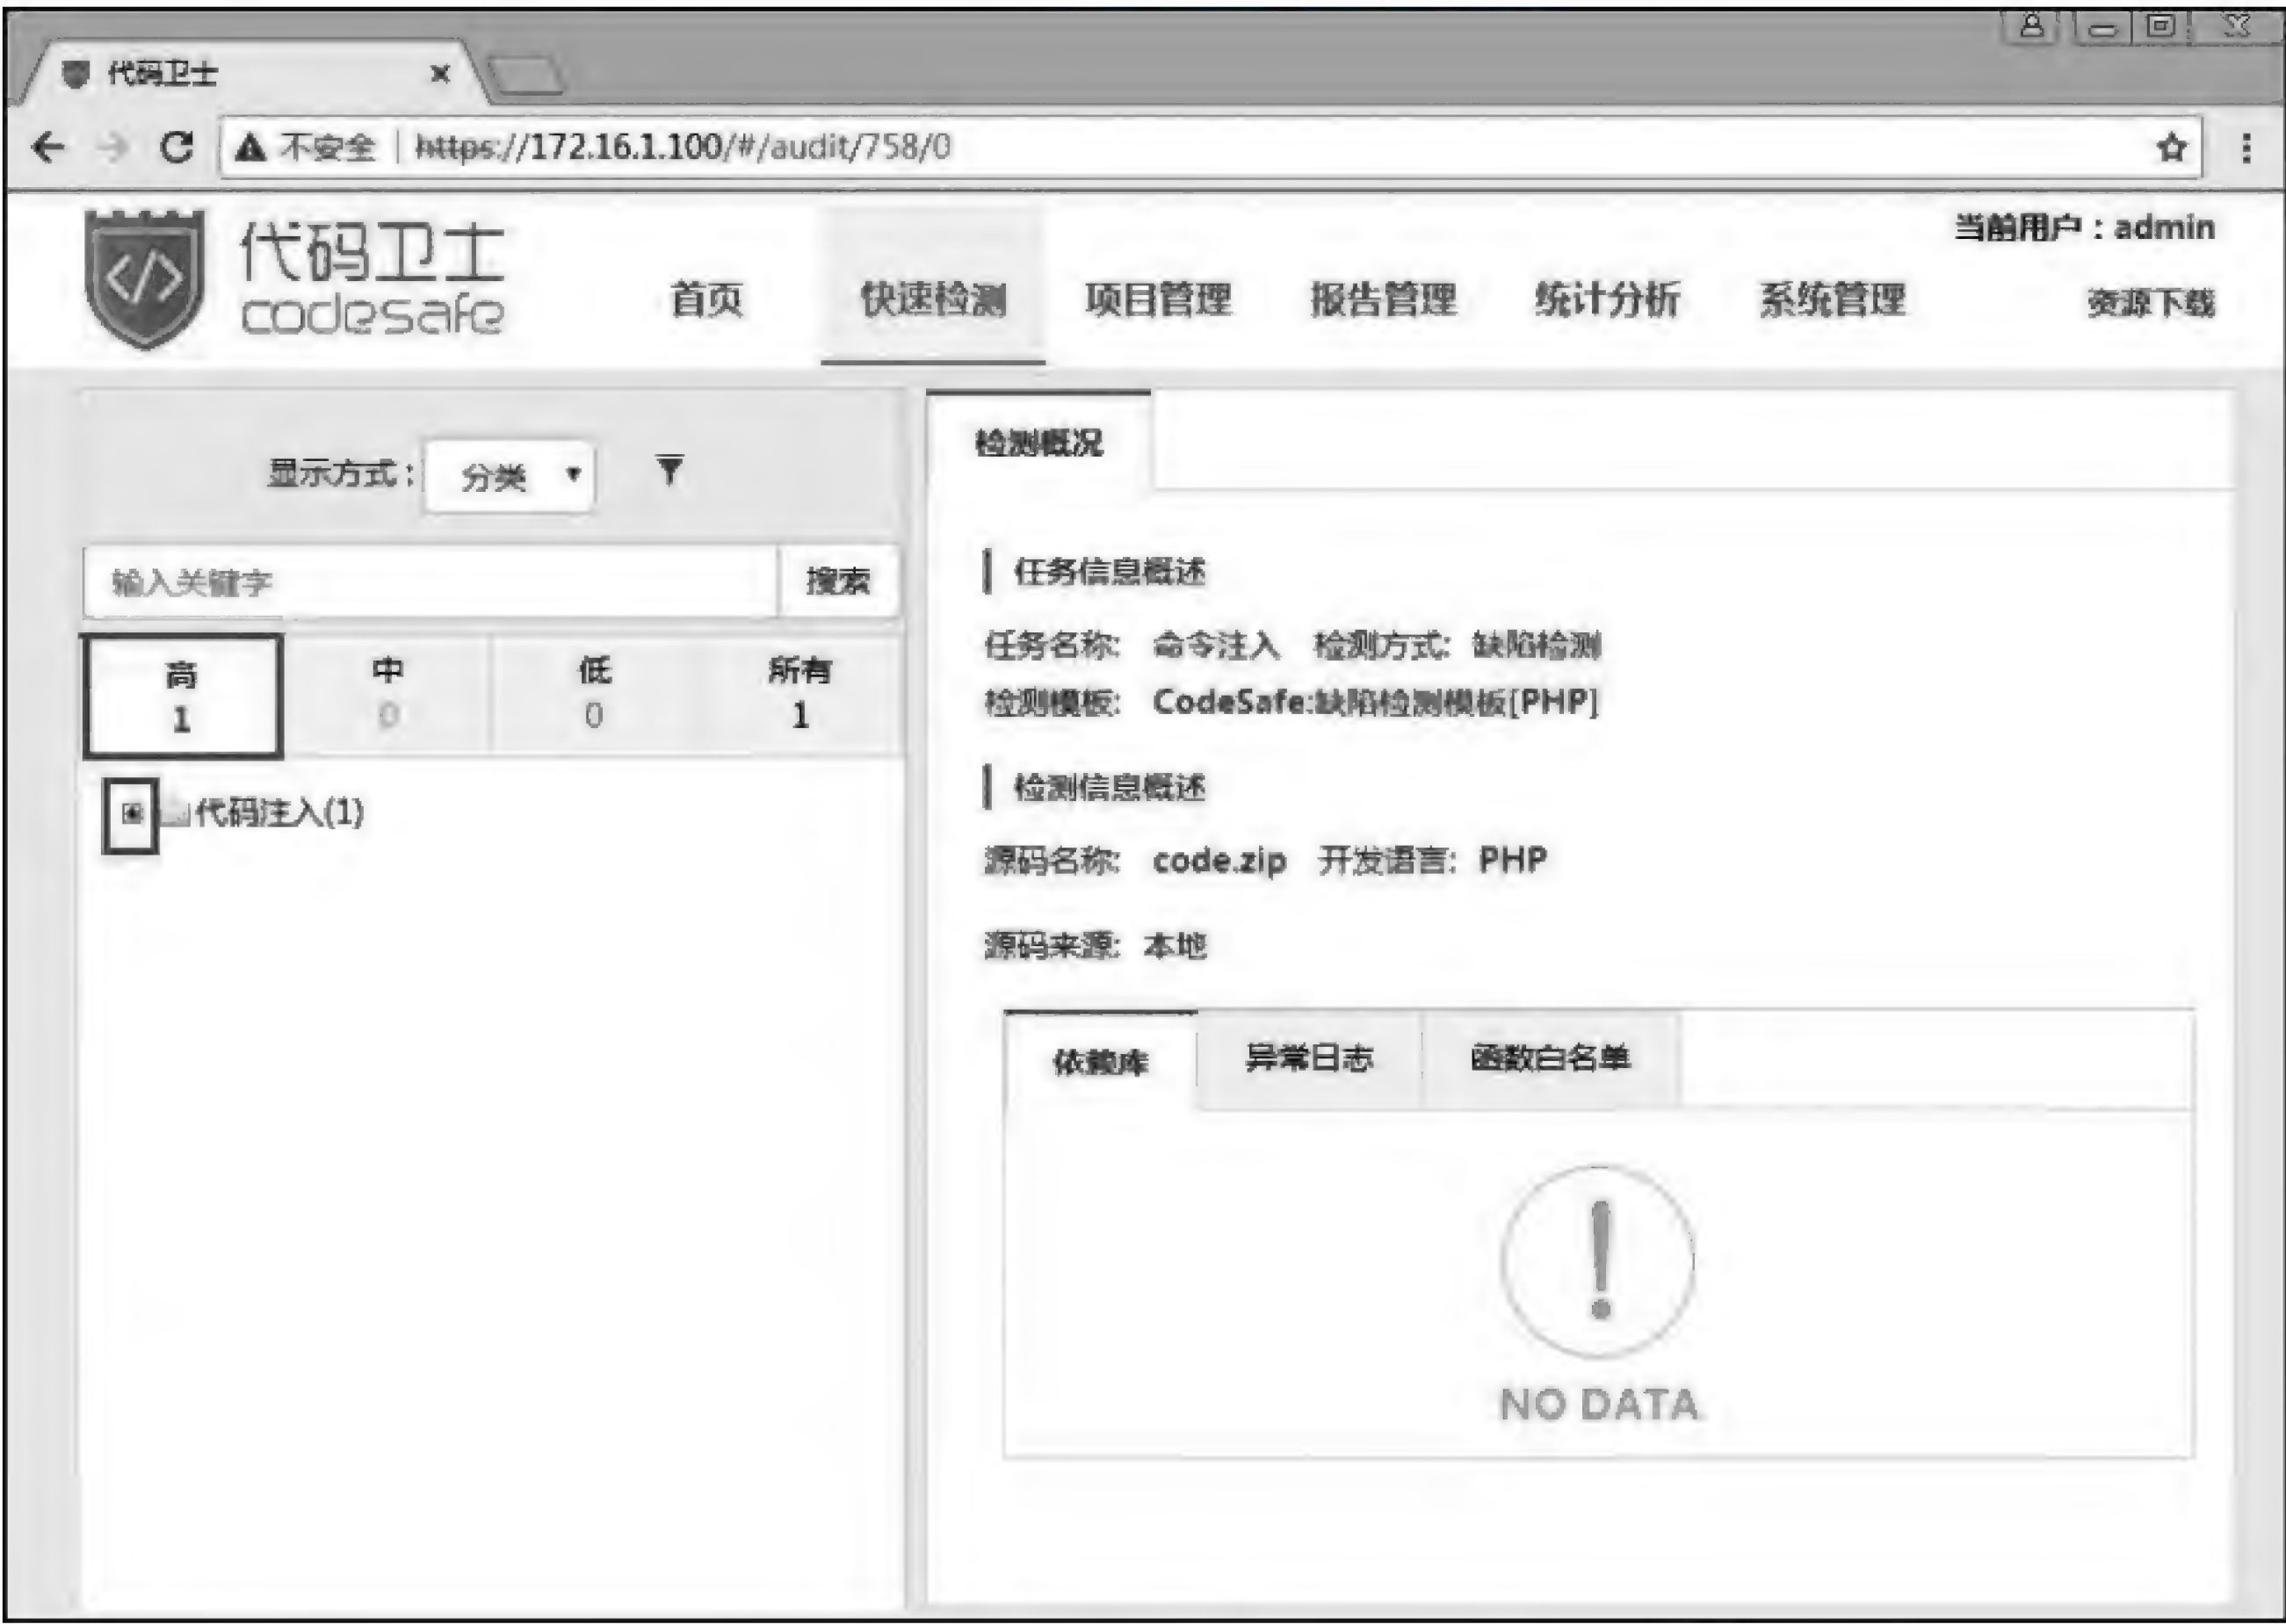 代码卫士
不安全 | https://172.16.1.100/#/audit/758/0
代码卫士
codesafe
当前用户：admin
首页 快速检测 项目管理 报告管理 统计分析 系统管理 资源下载
显示方式： 分类
输入关键字 搜索
高 中 低 所有
1 0 0 1
代码注入(1)
检测概况
任务信息概述
任务名称: 命令注入 检测方式: 缺陷检测
检测模板: CodeSafe:缺陷检测模板[PHP]
检测信息概述
源码名称: code.zip 开发语言: PHP
源码来源: 本地
依赖库 异常日志 函数白名单
NO DATA